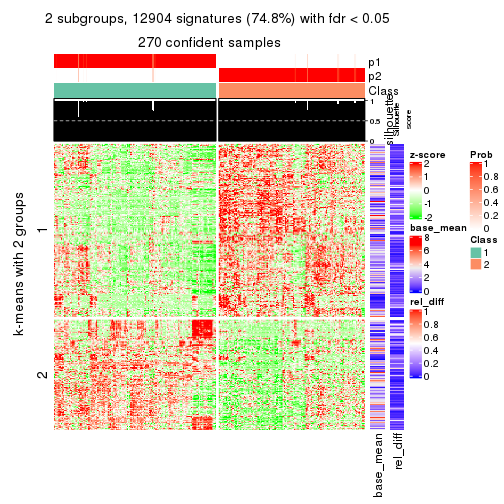 2 subgroups, 12904 signatures (74.8%) with fdr < 0.05
270 confident samples
p1
p2
Class
silhouette
Silhouette
score
1
0.5
0
k-means with 2 groups
1
2
base_mean
rel_diff
z-score
2
1
0
-1
-2
base_mean
8
6
4
2
0
rel_diff
1
0.8
0.6
0.4
0.2
0
Prob
1
0.8
0.6
0.4
0.2
0
Class
1
2